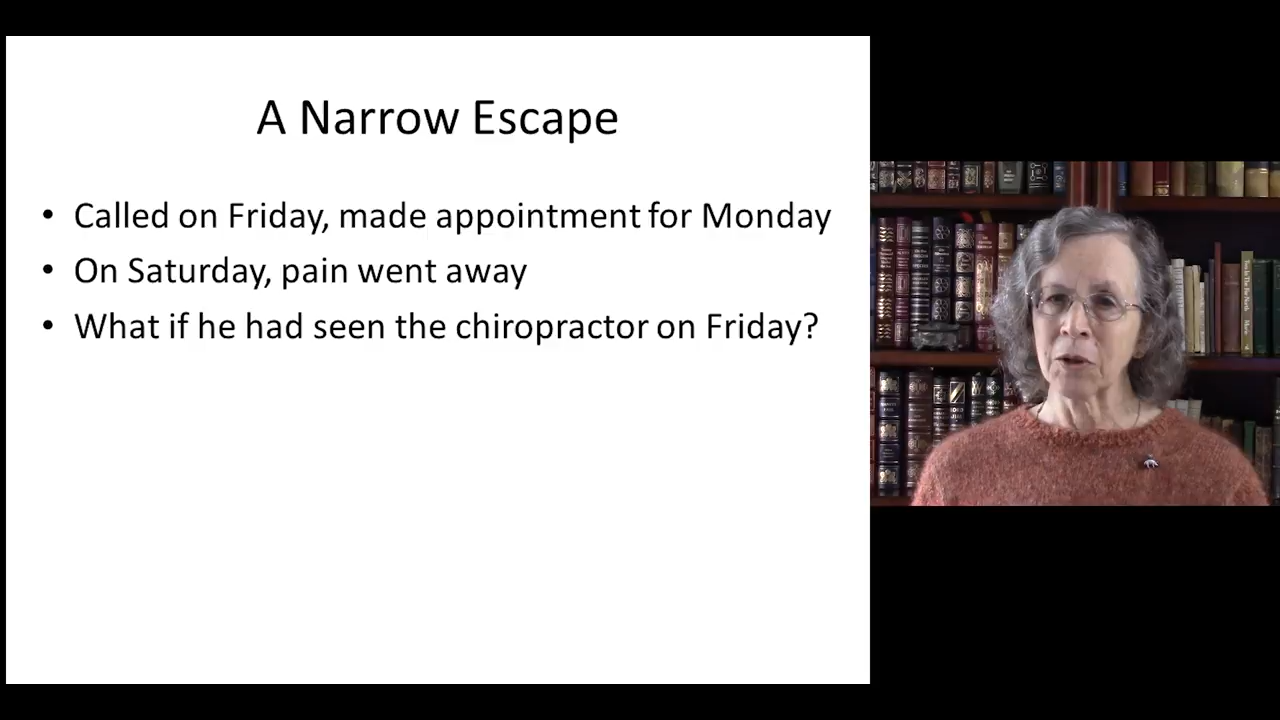 A Narrow Escape
• Called on Friday, made appointment for Monday
• On Saturday, pain went away
• What if he had seen the chiropractor on Friday?